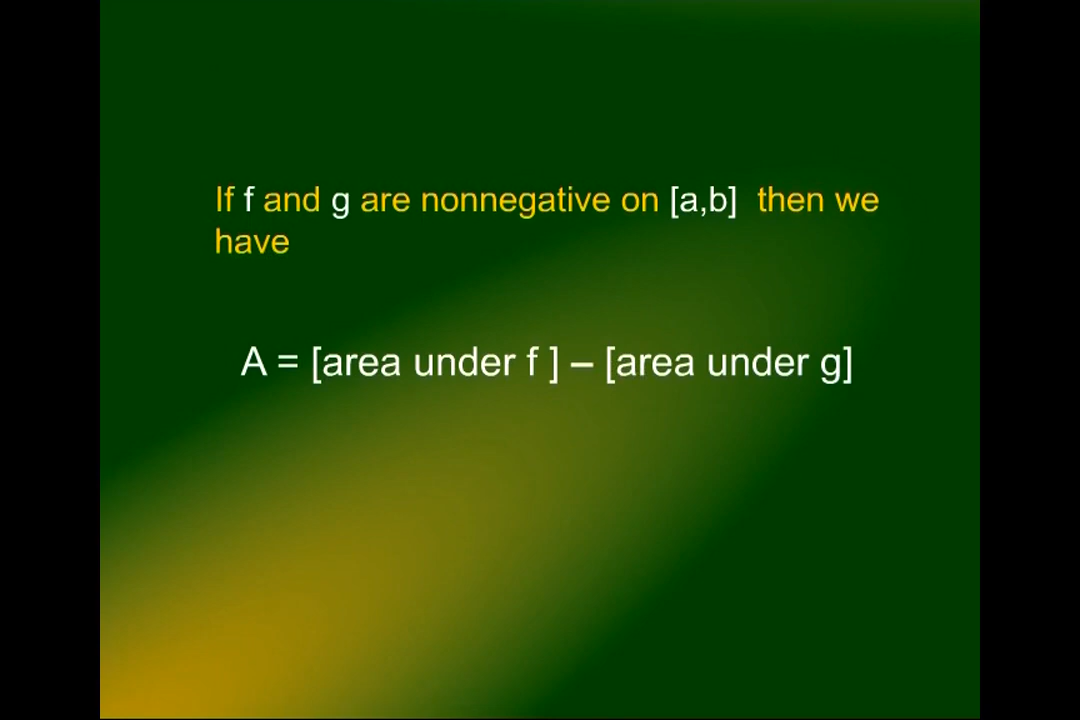 If f and g are nonnegative on [a,b] then we
have
A = [area under f ] – [area under g]